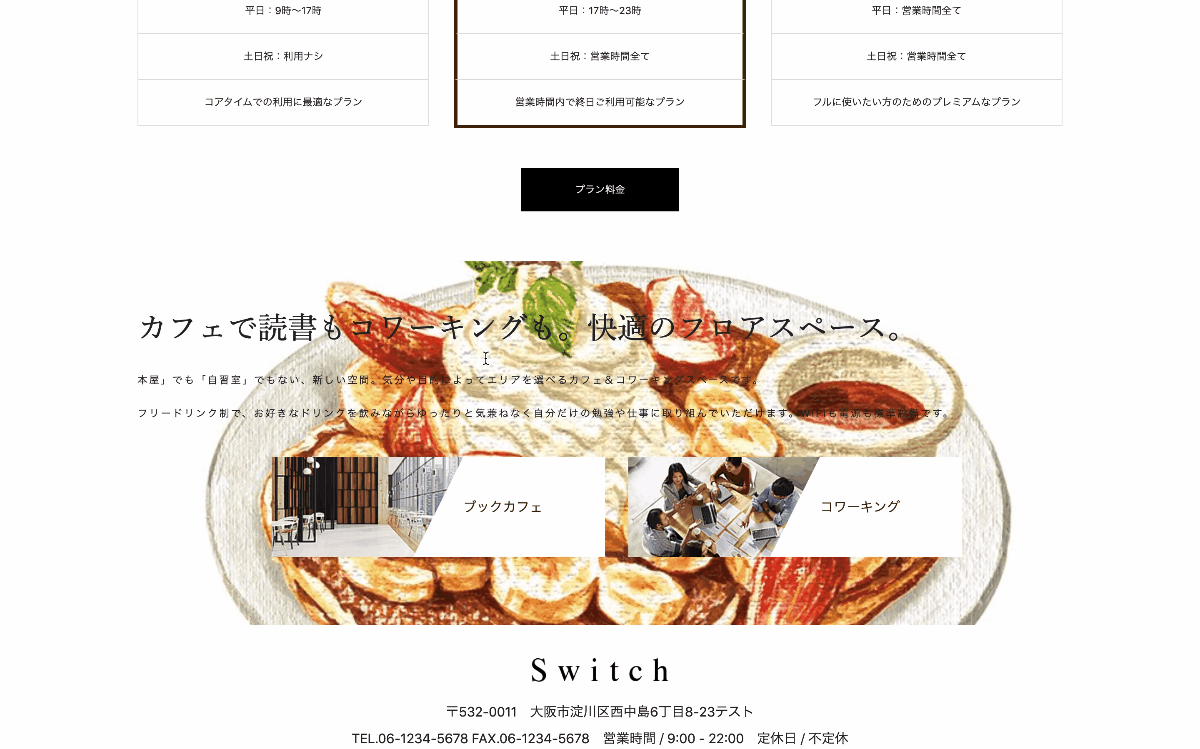 平日：9時〜17時
平日：17時〜23時
平日：営業時間全て
土日祝：利用ナシ
土日祝：営業時間全て
土日祝：営業時間全て
コアタイムでの利用に最適なプラン
営業時間内で終日ご利用可能なプラン
フルに使いたい方のためのプレミアムなプラン
プラン料金
カフェで読書もコワーキングも。快適のフロアスペース。
本屋」でも「自習室」でもない、新しい空間。気分や目的によってエリアを選べるカフェ＆コワーキングスペースです。
フリードリンク制で、お好きなドリンクを飲みながらゆったりと気兼ねなく自分だけの勉強や仕事に取り組んでいただけます。WiFiも電源も標準設備です。
ブックカフェ
コワーキング
Switch
〒532-0011　大阪市淀川区西中島6丁目8-23テスト
TEL.06-1234-5678 FAX.06-1234-5678　営業時間 / 9:00 - 22:00　定休日 / 不定休